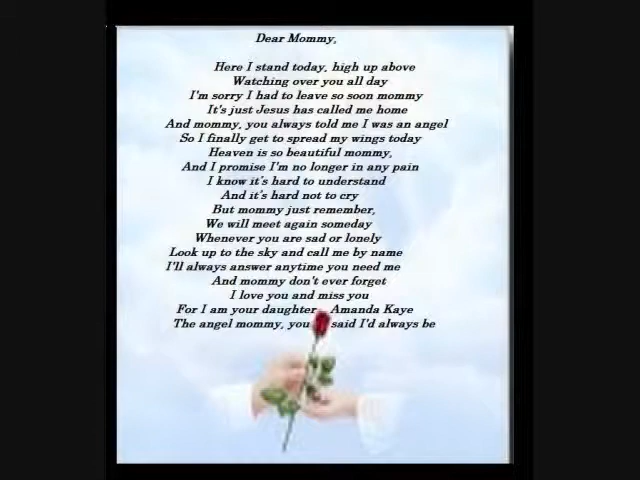 Dear Mommy,
Here I stand today, high up above
Watching over you all day
I'm sorry I had to leave so soon mommy
It's just Jesus has called me home
And mommy, you always told me I was an angel
So I finally get to spread my wings today
Heaven is so beautiful mommy,
And I promise I'm no longer in any pain
I know it's hard to understand
And it's hard not to cry
But mommy just remember,
We will meet again someday
Whenever you are sad or lonely
Look up to the sky and call me by name
I'll always answer anytime you need me
And mommy don't ever forget
I love you and miss you
For I am your daughter Amanda Kaye
The angel mommy, you said I'd always be